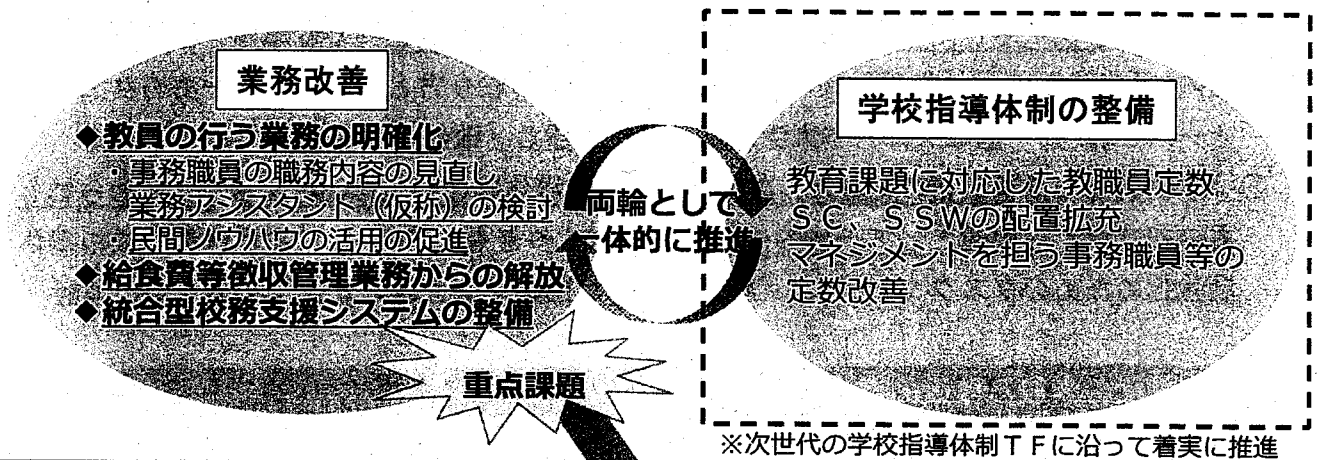 業務改善
◆教員の行う業務の明確化
・事務職員の職務内容の見直し
業務アシスタント（仮称）の検討
・民間ノウハウの活用の促進
◆給食費等徴収管理業務からの解放
◆統合型校務支援システムの整備
重点課題
両輪として
一体的に推進
学校指導体制の整備
教育課題に対応した教職員定数
ＳＣ、ＳＳＷの配置拡充
マネジメントを担う事務職員等の
定数改善
※次世代の学校指導体制ＴＦに沿って着実に推進